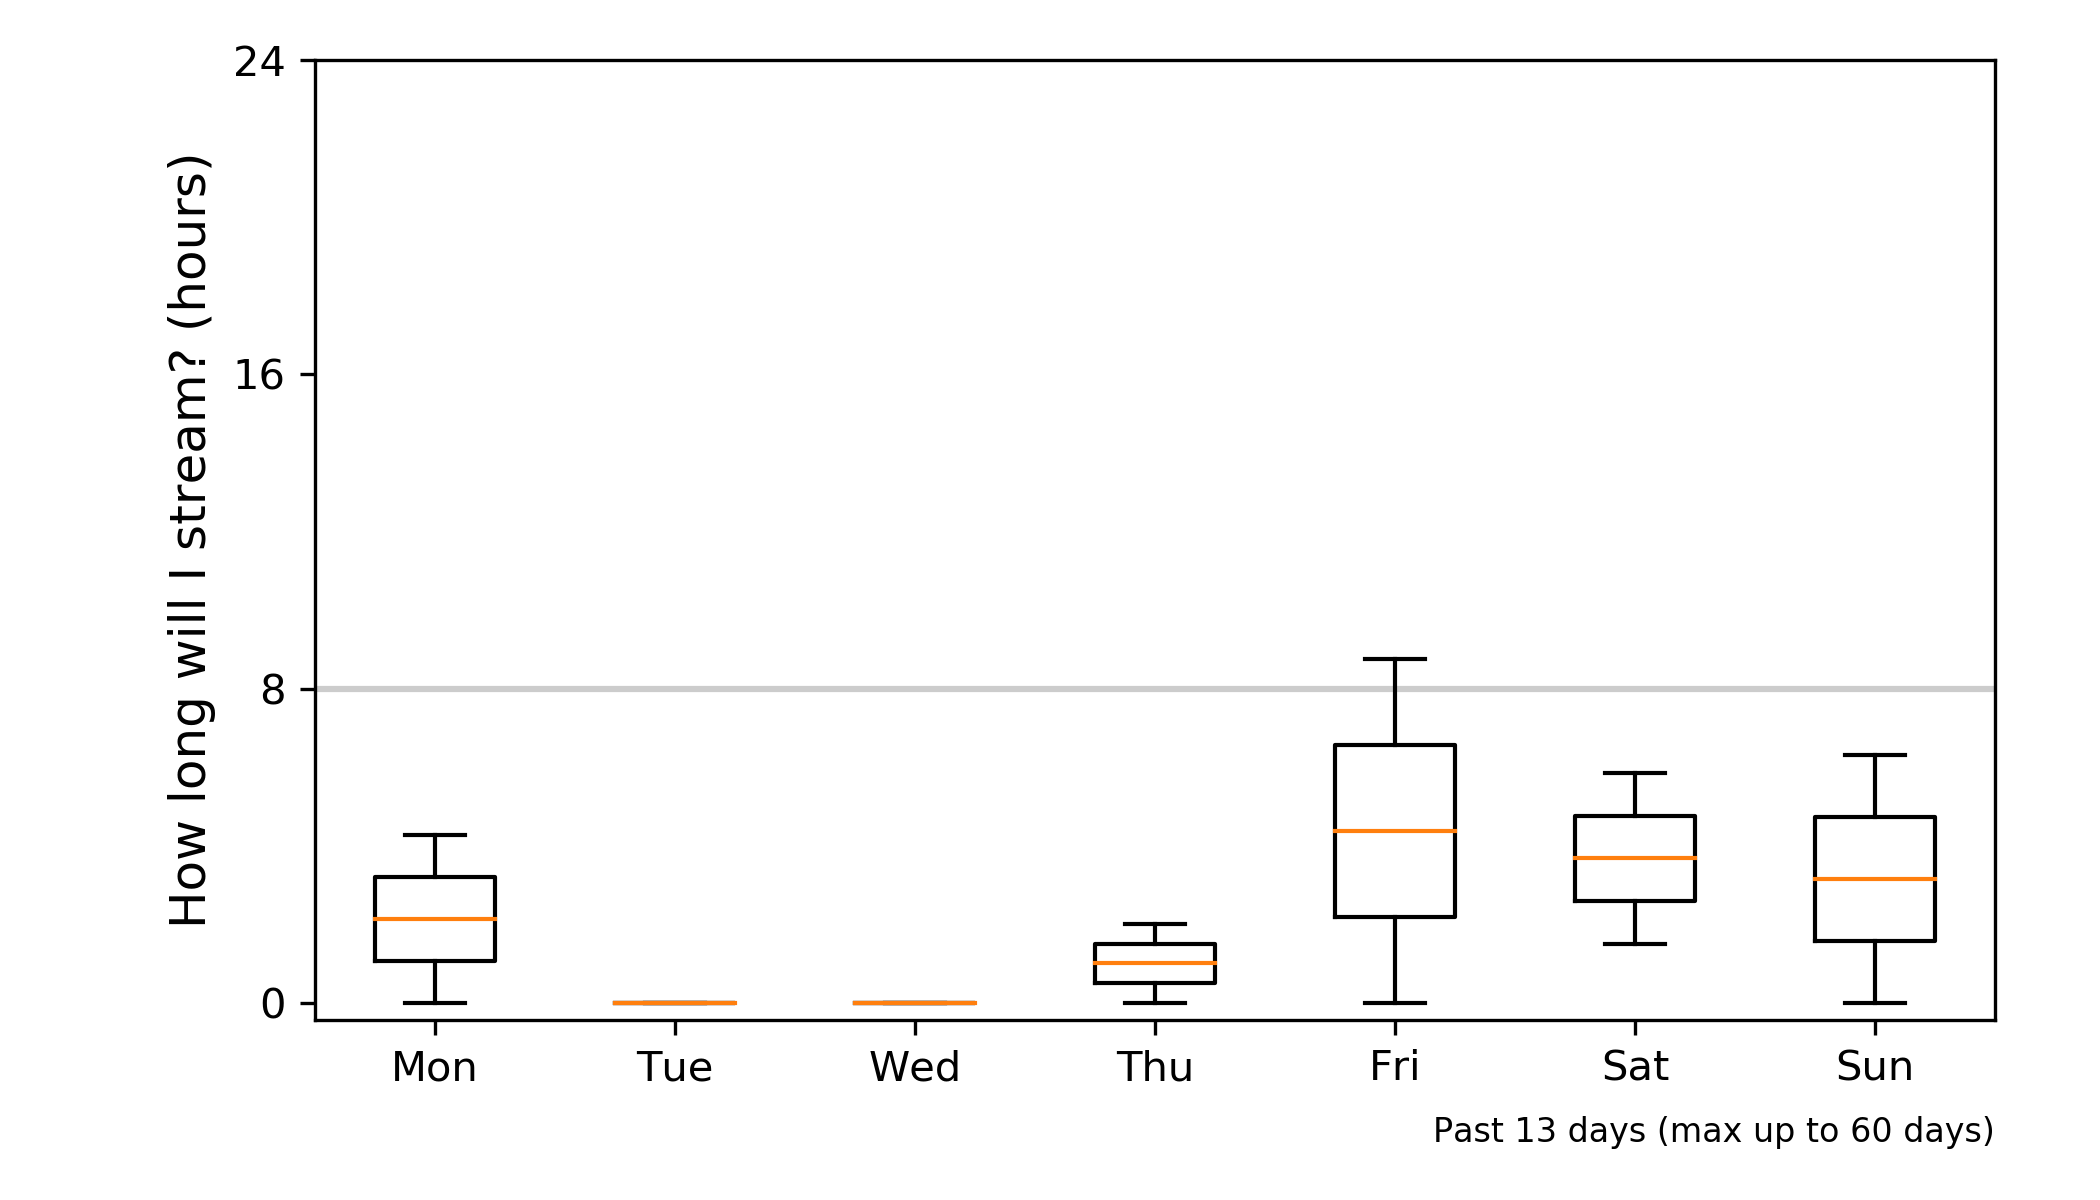 How long will I stream? (hours)
24
16
8
0
Mon Tue Wed Thu Fri Sat Sun
Past 13 days (max up to 60 days)